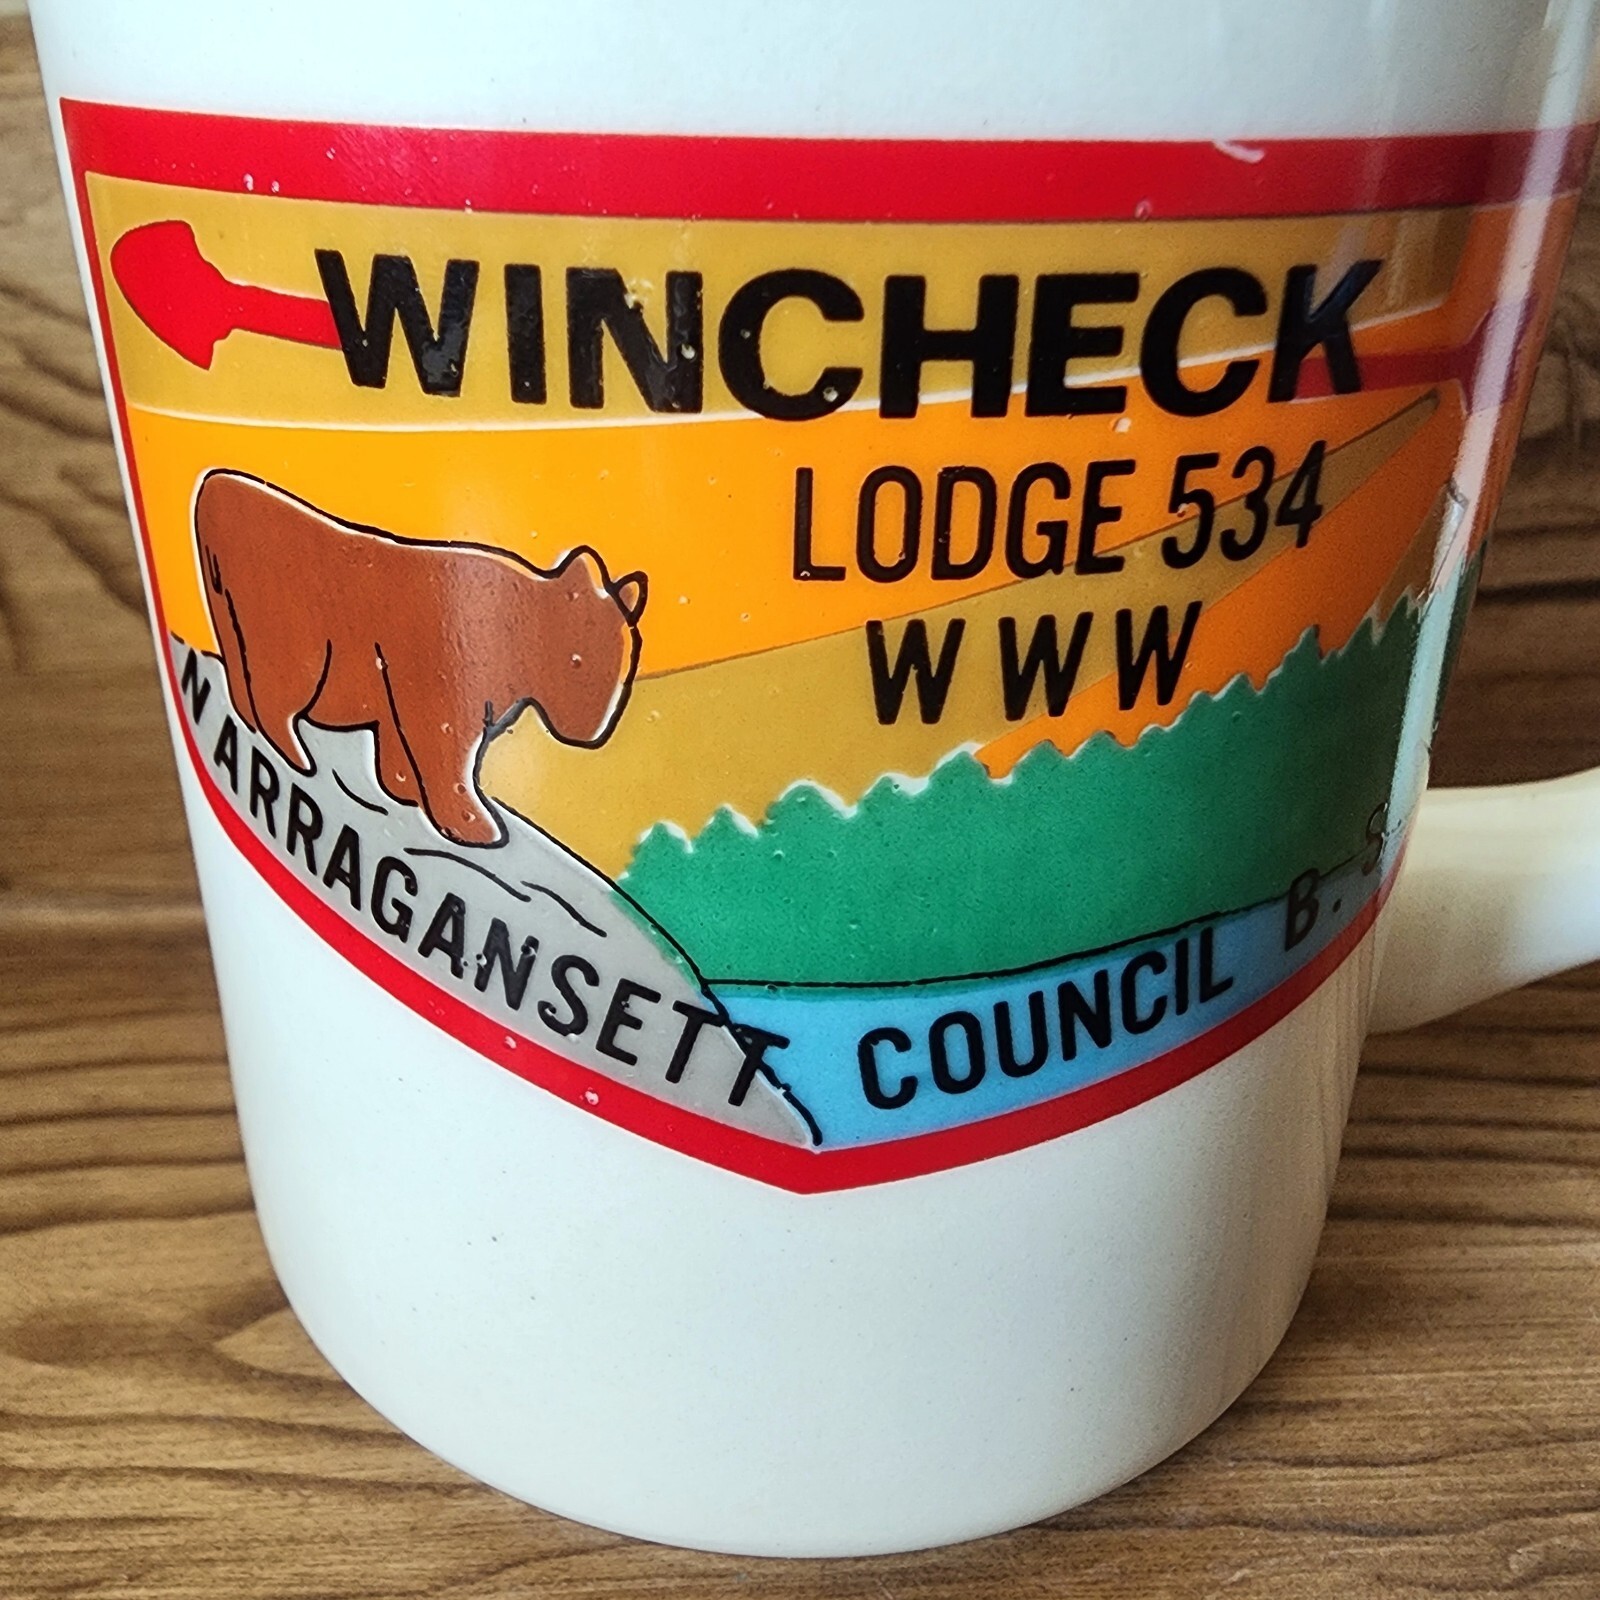 WINCHECK
LODGE 534
WWW
NARRAGANSETT COUNCIL B. S.